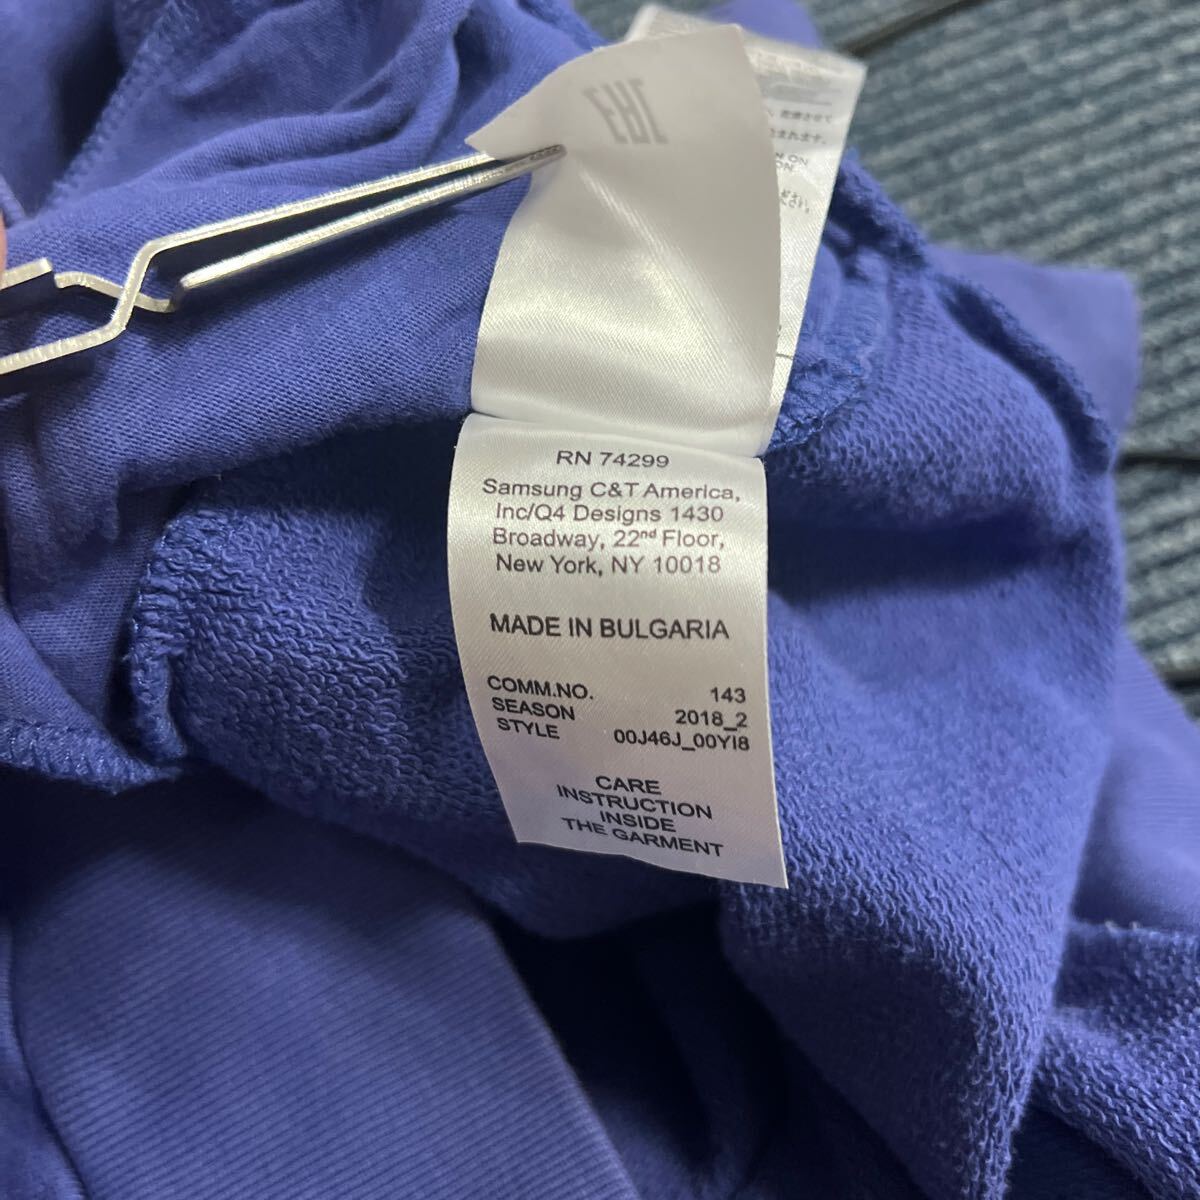 RN 74299
Samsung C&T America,
Inc/Q4 Designs 1430
Broadway, 22nd Floor,
New York, NY 10018
MADE IN BULGARIA
COMM.NO. 143
SEASON 2018_2
STYLE 00J46J_00YI8
CARE
INSTRUCTION
INSIDE
THE GARMENT